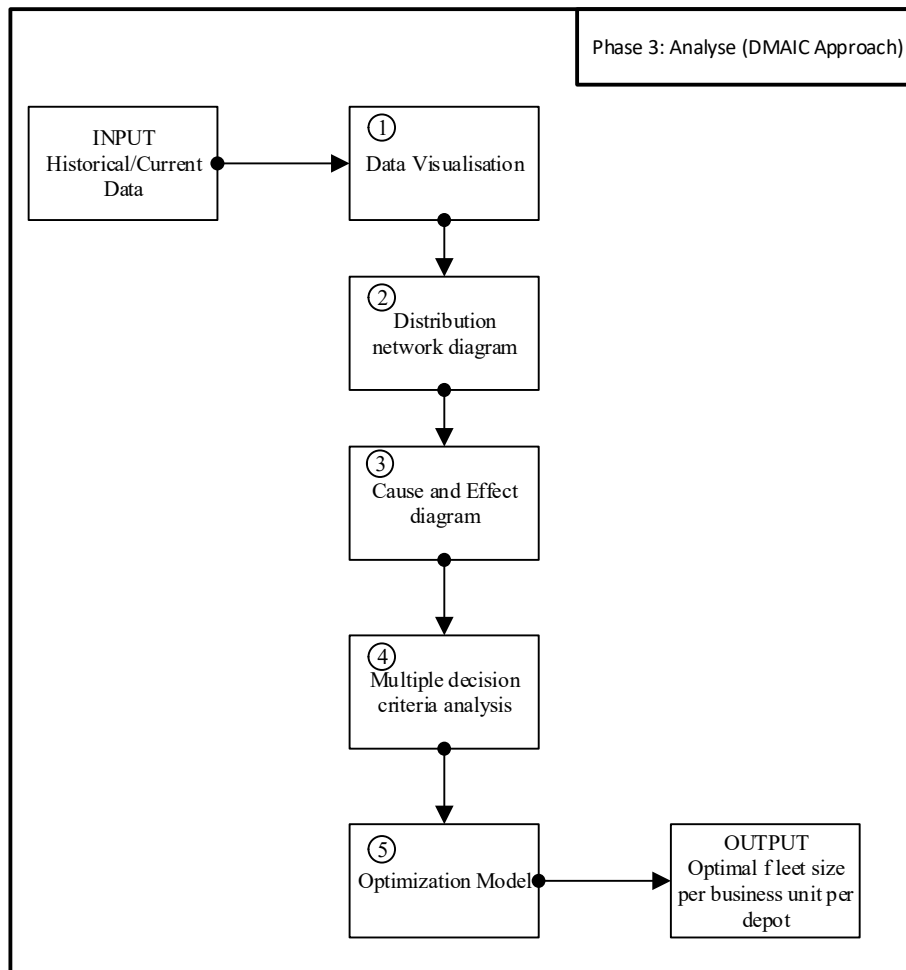 Phase 3: Analyse (DMAIC Approach)
INPUT
Historical/Current
Data
1
Data Visualisation
2
Distribution
network diagram
3
Cause and Effect
diagram
4
Multiple decision
criteria analysis
5
Optimization Model
OUTPUT
Optimal f leet size
per business unit per
depot